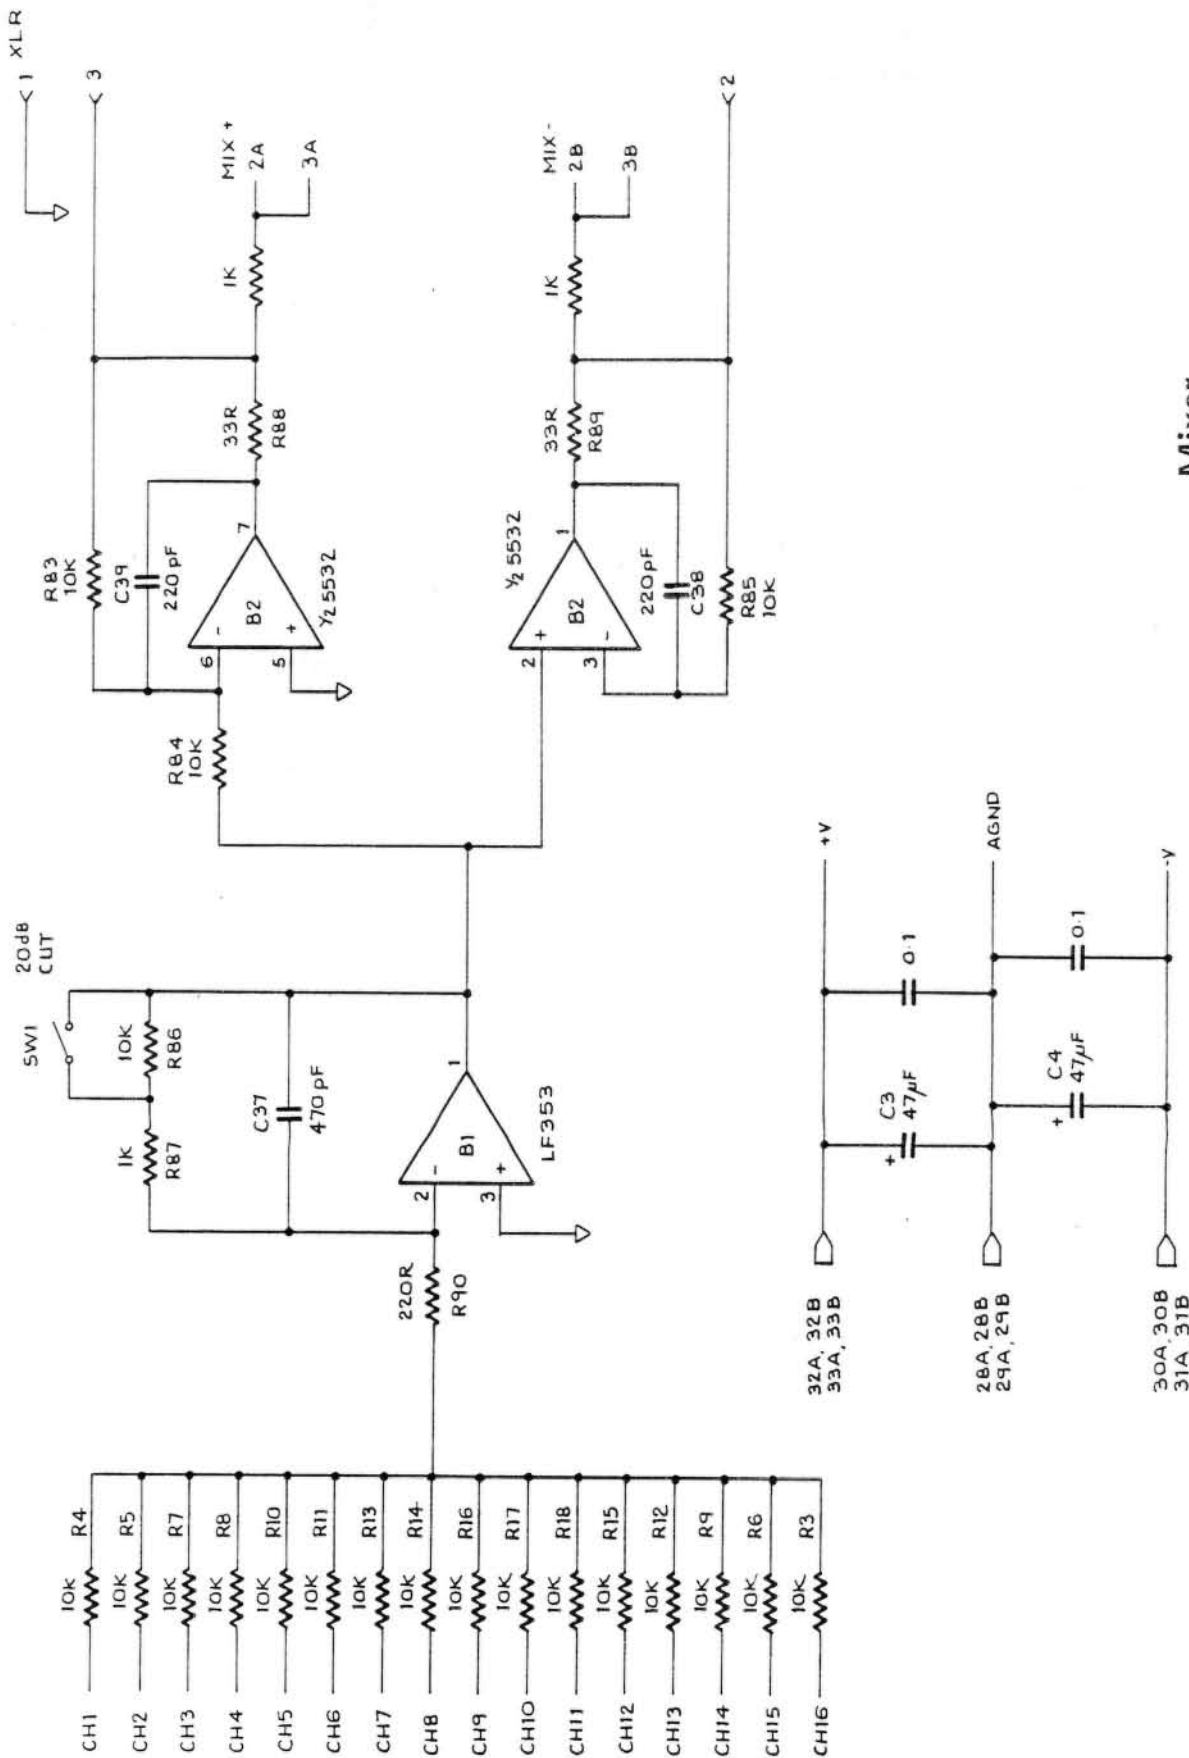 CH1 10K R4
CH2 10K R5
CH3 10K R7
CH4 10K R8
CH5 10K R10
CH6 10K R11
CH7 10K R13
CH8 10K R14
CH9 10K R16
CH10 10K R17
CH11 10K R18
CH12 10K R15
CH13 10K R12
CH14 10K R9
CH15 10K R6
CH16 10K R3
220R
R90
SW1
20dB
CUT
1K
R87
10K
R86
C37
470pF
2 -
3 +
B1
1
LF353
R84
10K
R83
10K
C39
220pF
6 -
5 +
B2
7
½ 5532
33R
R88
1K
MIX +
2A
3A
1 XLR
3
2 +
3 -
B2
1
½ 5532
220pF
C38
R85
10K
33R
R89
1K
MIX -
2B
3B
2
32A, 32B
33A, 33B
+
C3
47µF
0.1
+V
28A, 28B
29A, 29B
AGND
+
C4
47µF
0.1
30A, 30B
31A, 31B
-V